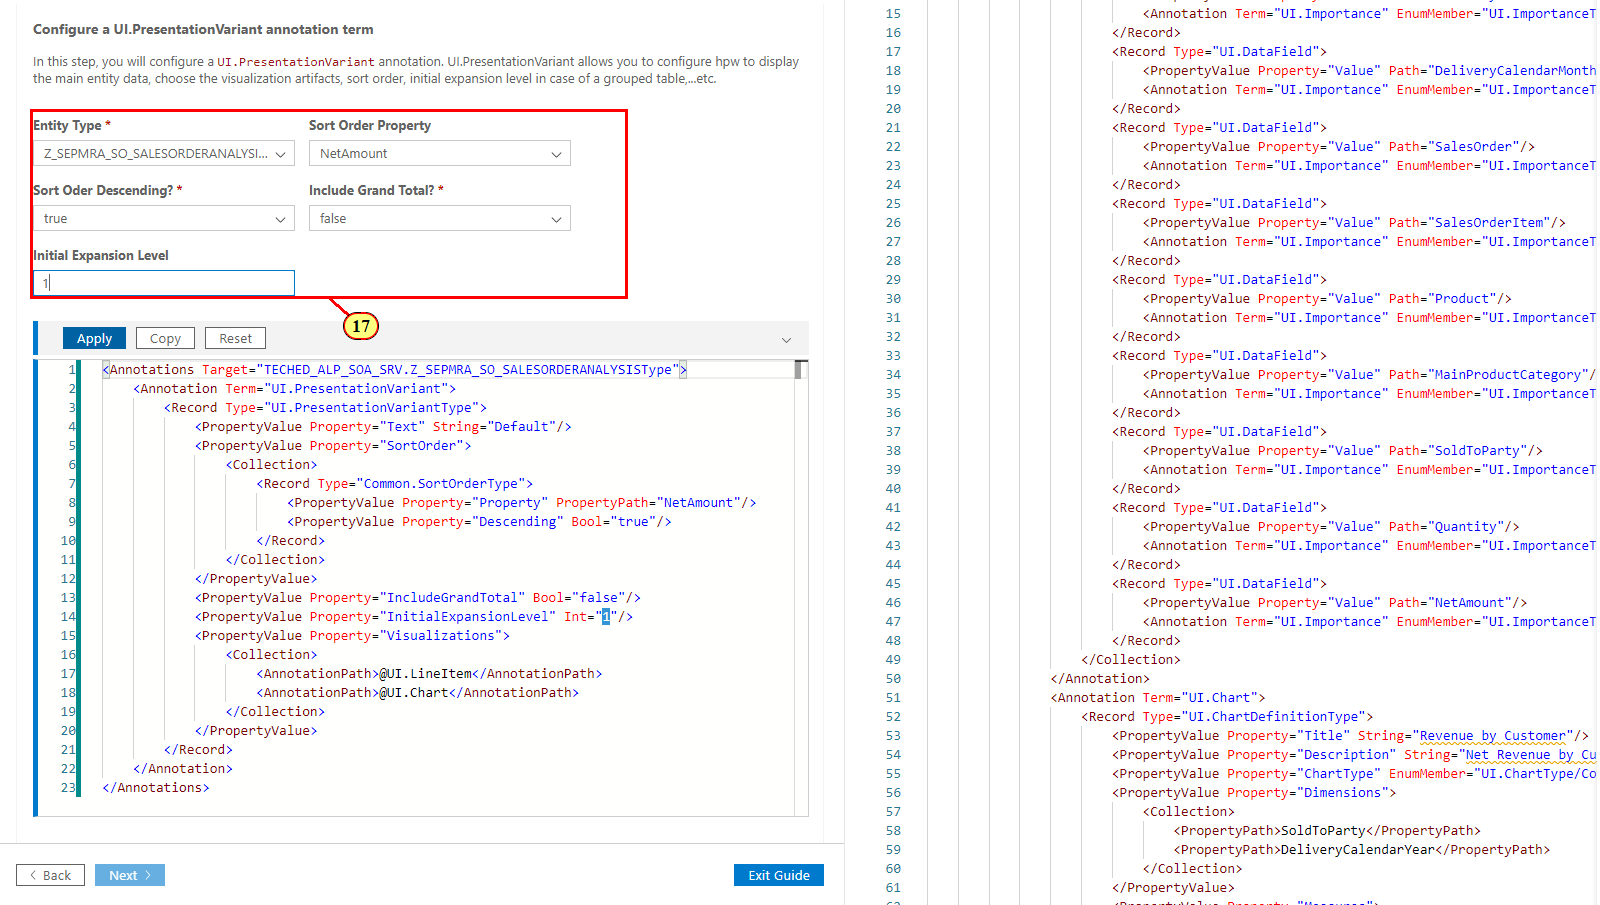 Configure a UI.PresentationVariant annotation term
In this step, you will configure a UI.PresentationVariant annotation. UI.PresentationVariant allows you to configure hpw to display
the main entity data, choose the visualization artifacts, sort order, initial expansion level in case of a grouped table,...etc.
Entity Type * Sort Order Property
Z_SEPMRA_SO_SALESORDERANALYSI... NetAmount
Sort Oder Descending? * Include Grand Total? *
true false
Initial Expansion Level
1
17
Apply Copy Reset
1 <Annotations Target="TECHED_ALP_SOA_SRV.Z_SEPMRA_SO_SALESORDERANALYSISType">
2 <Annotation Term="UI.PresentationVariant">
3 <Record Type="UI.PresentationVariantType">
4 <PropertyValue Property="Text" String="Default"/>
5 <PropertyValue Property="SortOrder">
6 <Collection>
7 <Record Type="Common.SortOrderType">
8 <PropertyValue Property="Property" PropertyPath="NetAmount"/>
9 <PropertyValue Property="Descending" Bool="true"/>
10 </Record>
11 </Collection>
12 </PropertyValue>
13 <PropertyValue Property="IncludeGrandTotal" Bool="false"/>
14 <PropertyValue Property="InitialExpansionLevel" Int="1"/>
15 <PropertyValue Property="Visualizations">
16 <Collection>
17 <AnnotationPath>@UI.LineItem</AnnotationPath>
18 <AnnotationPath>@UI.Chart</AnnotationPath>
19 </Collection>
20 </PropertyValue>
21 </Record>
22 </Annotation>
23 </Annotations>
Back Next Exit Guide
15 <Annotation Term="UI.Importance" EnumMember="UI.ImportanceT
16 </Record>
17 <Record Type="UI.DataField">
18 <PropertyValue Property="Value" Path="DeliveryCalendarMonth
19 <Annotation Term="UI.Importance" EnumMember="UI.ImportanceT
20 </Record>
21 <Record Type="UI.DataField">
22 <PropertyValue Property="Value" Path="SalesOrder"/>
23 <Annotation Term="UI.Importance" EnumMember="UI.ImportanceT
24 </Record>
25 <Record Type="UI.DataField">
26 <PropertyValue Property="Value" Path="SalesOrderItem"/>
27 <Annotation Term="UI.Importance" EnumMember="UI.ImportanceT
28 </Record>
29 <Record Type="UI.DataField">
30 <PropertyValue Property="Value" Path="Product"/>
31 <Annotation Term="UI.Importance" EnumMember="UI.ImportanceT
32 </Record>
33 <Record Type="UI.DataField">
34 <PropertyValue Property="Value" Path="MainProductCategory"/
35 <Annotation Term="UI.Importance" EnumMember="UI.ImportanceT
36 </Record>
37 <Record Type="UI.DataField">
38 <PropertyValue Property="Value" Path="SoldToParty"/>
39 <Annotation Term="UI.Importance" EnumMember="UI.ImportanceT
40 </Record>
41 <Record Type="UI.DataField">
42 <PropertyValue Property="Value" Path="Quantity"/>
43 <Annotation Term="UI.Importance" EnumMember="UI.ImportanceT
44 </Record>
45 <Record Type="UI.DataField">
46 <PropertyValue Property="Value" Path="NetAmount"/>
47 <Annotation Term="UI.Importance" EnumMember="UI.ImportanceT
48 </Record>
49 </Collection>
50 </Annotation>
51 <Annotation Term="UI.Chart">
52 <Record Type="UI.ChartDefinitionType">
53 <PropertyValue Property="Title" String="Revenue by Customer"/>
54 <PropertyValue Property="Description" String="Net Revenue by Cu
55 <PropertyValue Property="ChartType" EnumMember="UI.ChartType/Co
56 <PropertyValue Property="Dimensions">
57 <Collection>
58 <PropertyPath>SoldToParty</PropertyPath>
59 <PropertyPath>DeliveryCalendarYear</PropertyPath>
60 </Collection>
61 </PropertyValue>